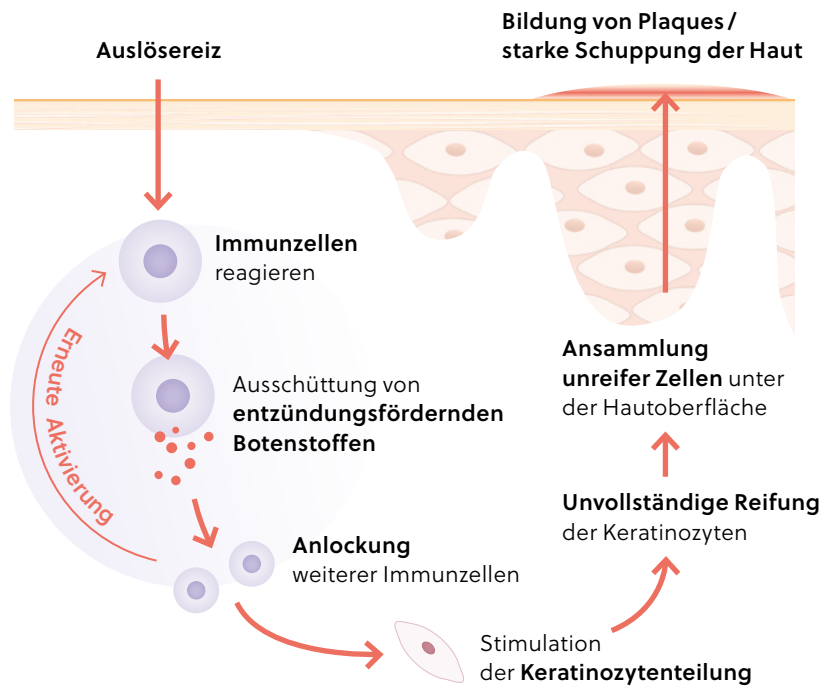 Auslösereiz
Bildung von Plaques/
starke Schuppung der Haut
Immunzellen
reagieren
Erneute Aktivierung
Ausschüttung von
entzündungsfördernden
Botenstoffen
Anlockung
weiterer Immunzellen
Stimulation
der Keratinozytenteilung
Unvollständige Reifung
der Keratinozyten
Ansammlung
unreifer Zellen unter
der Hautoberfläche